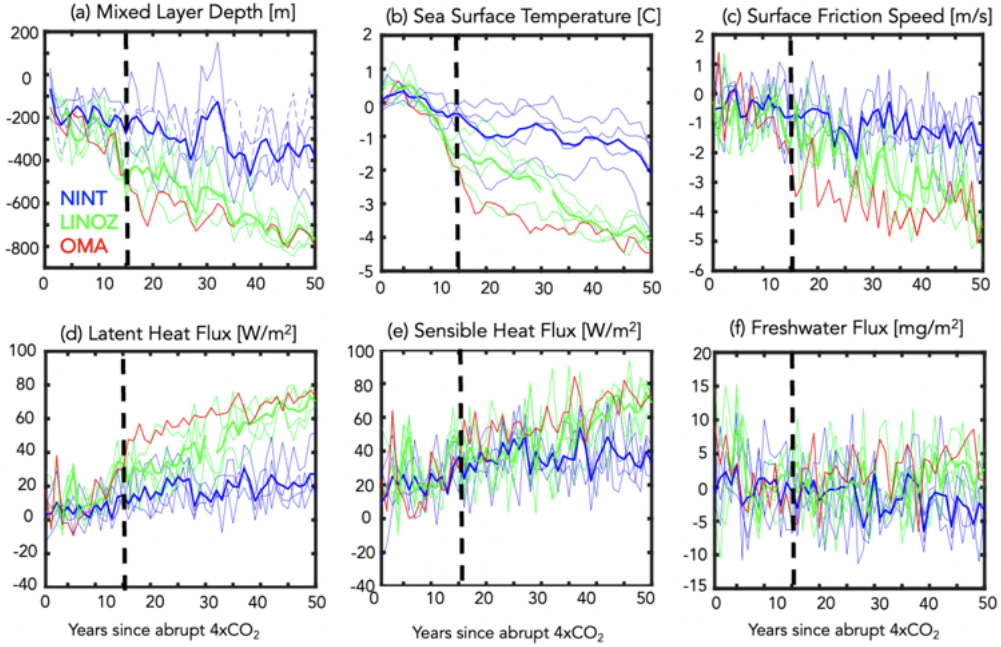 (a) Mixed Layer Depth [m]
200
0
-200
-400
-600
-800
NINT
LINOZ
OMA
0 10 20 30 40 50
(b) Sea Surface Temperature [C]
2
1
0
-1
-2
-3
-4
-5
0 10 20 30 40 50
(c) Surface Friction Speed [m/s]
2
1
0
-1
-2
-3
-4
-5
-6
0 10 20 30 40 50
(d) Latent Heat Flux [W/m²]
100
80
60
40
20
0
-20
-40
0 10 20 30 40 50
Years since abrupt 4xCO₂
(e) Sensible Heat Flux [W/m²]
100
80
60
40
20
0
-20
-40
0 10 20 30 40 50
Years since abrupt 4xCO₂
(f) Freshwater Flux [mg/m²]
20
15
10
5
0
-5
-10
-15
0 10 20 30 40 50
Years since abrupt 4xCO₂